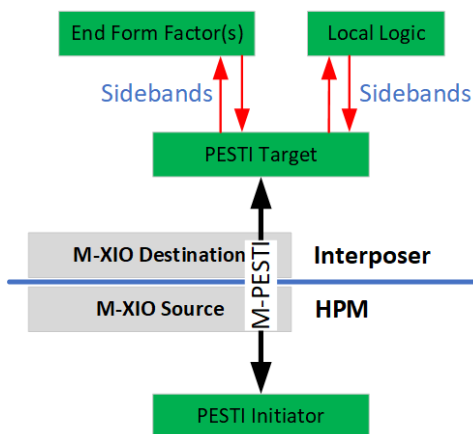 End Form Factor(s)
Local Logic
Sidebands
Sidebands
PESTI Target
M-XIO Destination
Interposer
M-PESTI
M-XIO Source
HPM
PESTI Initiator